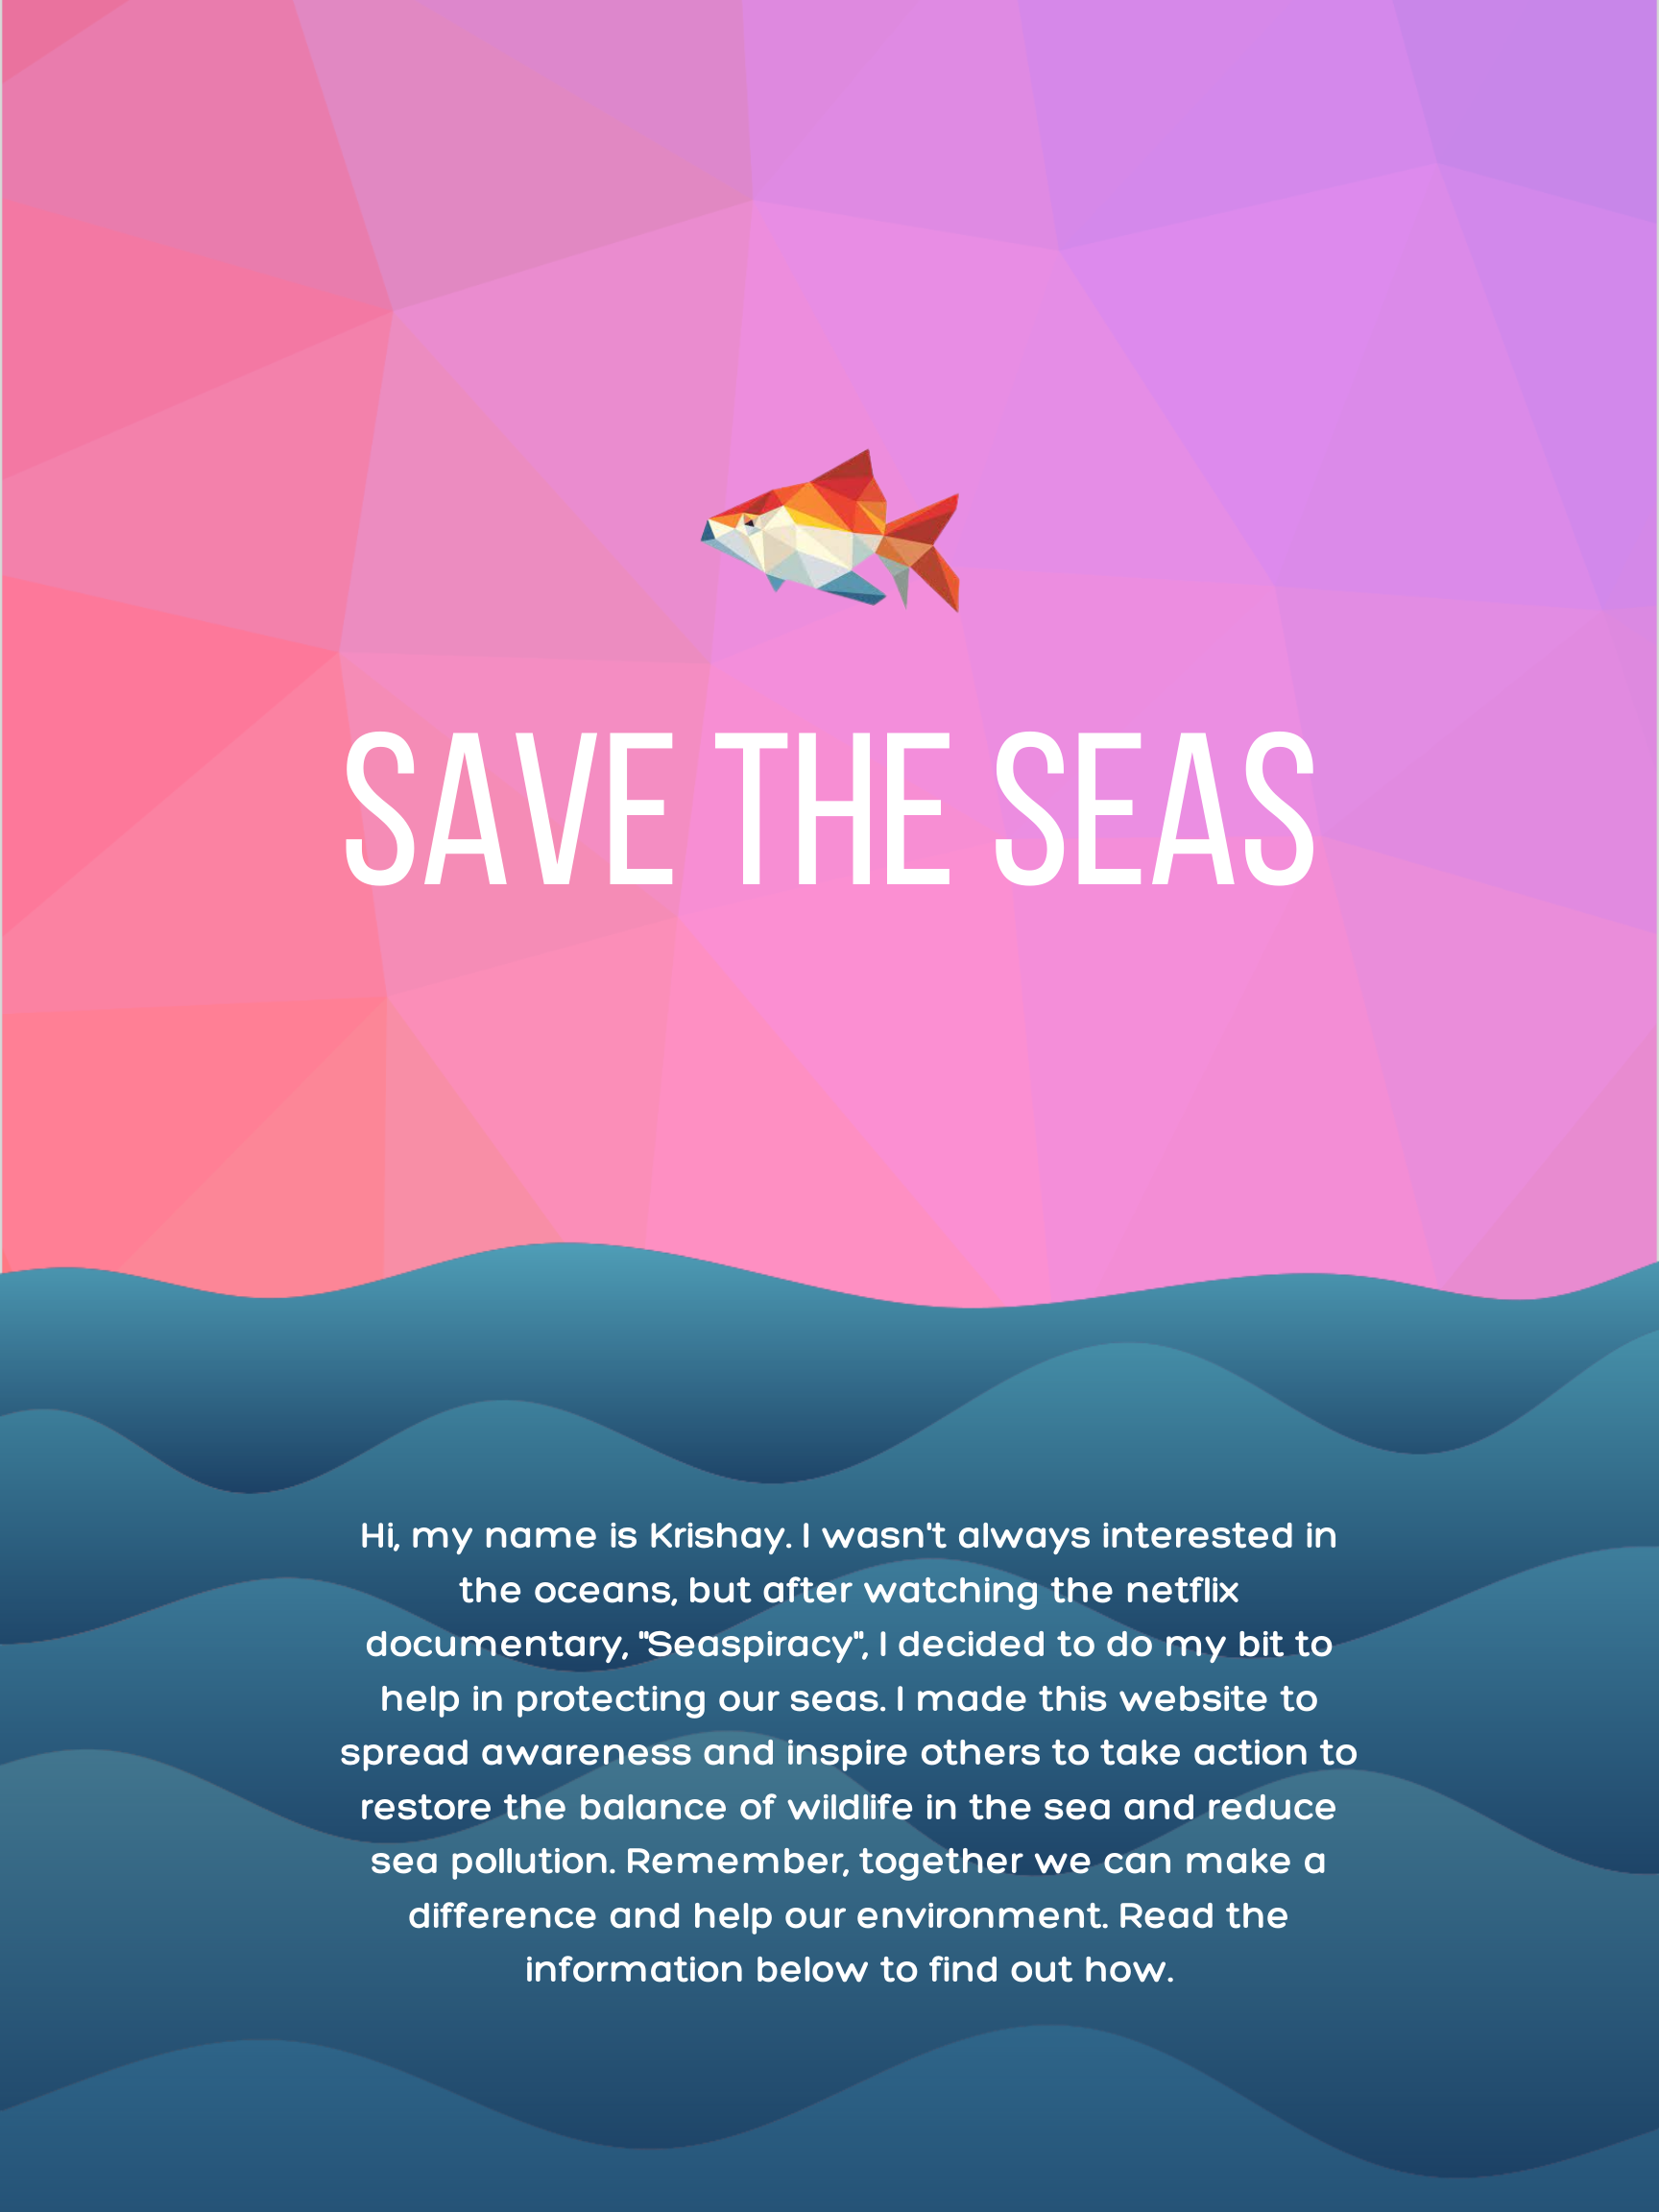 SAVE THE SEAS
Hi, my name is Krishay. I wasn't always interested in
the oceans, but after watching the netflix
documentary, "Seaspiracy", I decided to do my bit to
help in protecting our seas. I made this website to
spread awareness and inspire others to take action to
restore the balance of wildlife in the sea and reduce
sea pollution. Remember, together we can make a
difference and help our environment. Read the
information below to find out how.